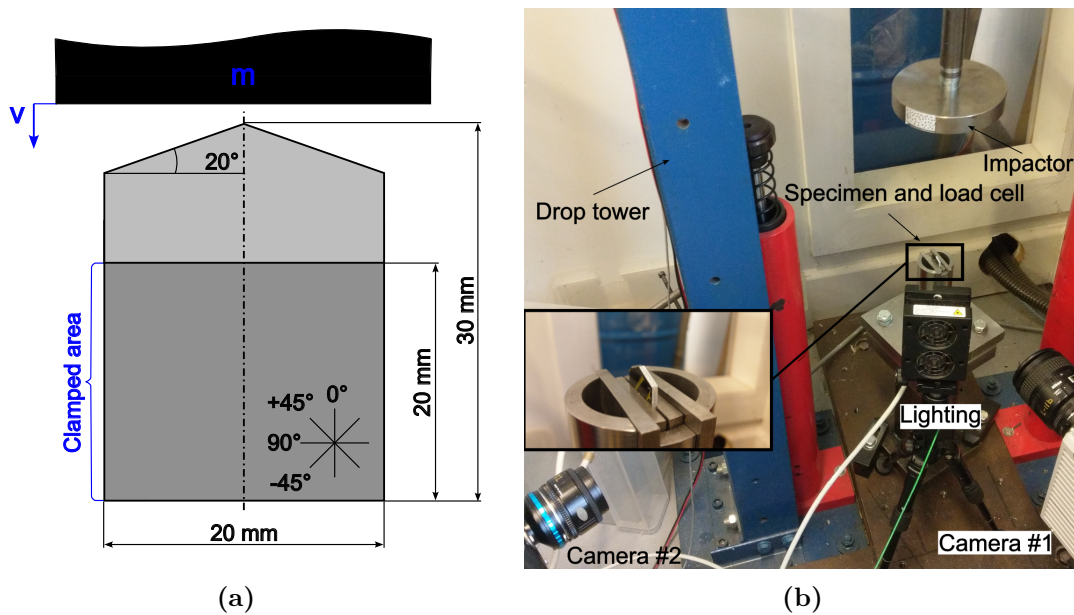 m
v
20°
Clamped area
+45°
0°
90°
-45°
20 mm
30 mm
20 mm
(a)
Drop tower
Impactor
Specimen and load cell
Lighting
Camera #2
Camera #1
(b)